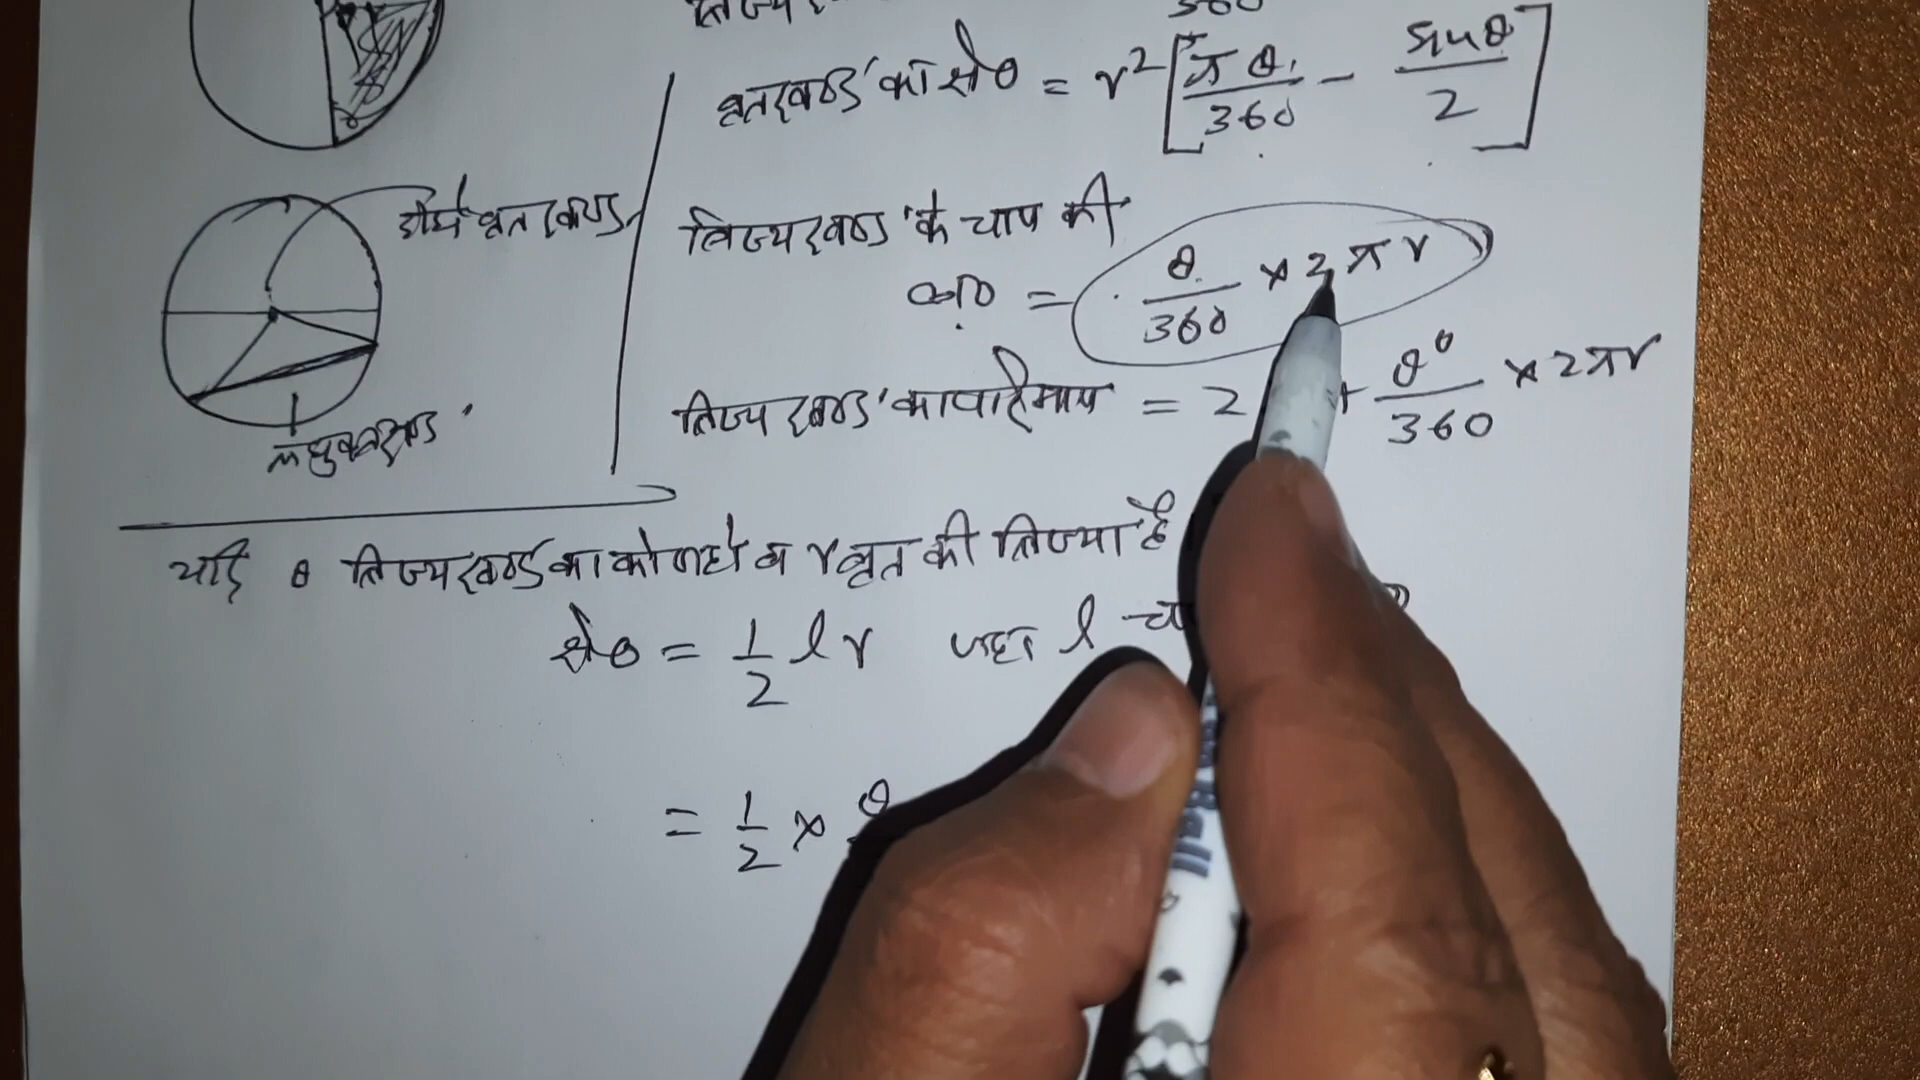 वृतखण्ड का क्षे० = r² [πθ/360 - sinθ/2]
दीर्घ वृतखण्ड
त्रिज्यखण्ड के चाप की
ल० = θ/360 × 2πr
त्रिज्यखण्ड का परिमाप = 2 + θ°/360 × 2πr
लघु वृतखण्ड
यदि θ त्रिज्यखण्ड का कोण हो व r वृत की त्रिज्या है
क्षे० = 1/2 l r जहा l
= 1/2 × θ